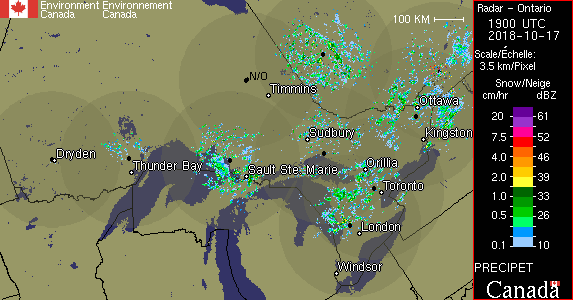 Environment Environnement
Canada Canada
Radar - Ontario
1900 UTC
2018-10-17
100 KM
Scale/Échelle:
3.5 km/Pixel
Snow/Neige
cm/hr dBZ
20 61
7.5 52
4.0 46
2.0 39
1.0 33
0.5 26
0.1 10
PRECIPET
Canada
N/O
Timmins
Ottawa
Sudbury
Kingston
Dryden
Thunder Bay
Sault Ste-Marie
Orillia
Toronto
London
Windsor